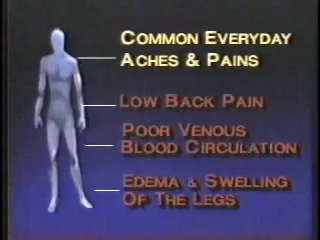 COMMON EVERYDAY
ACHES & PAINS
LOW BACK PAIN
POOR VENOUS
BLOOD CIRCULATION
EDEMA & SWELLING
OF THE LEGS